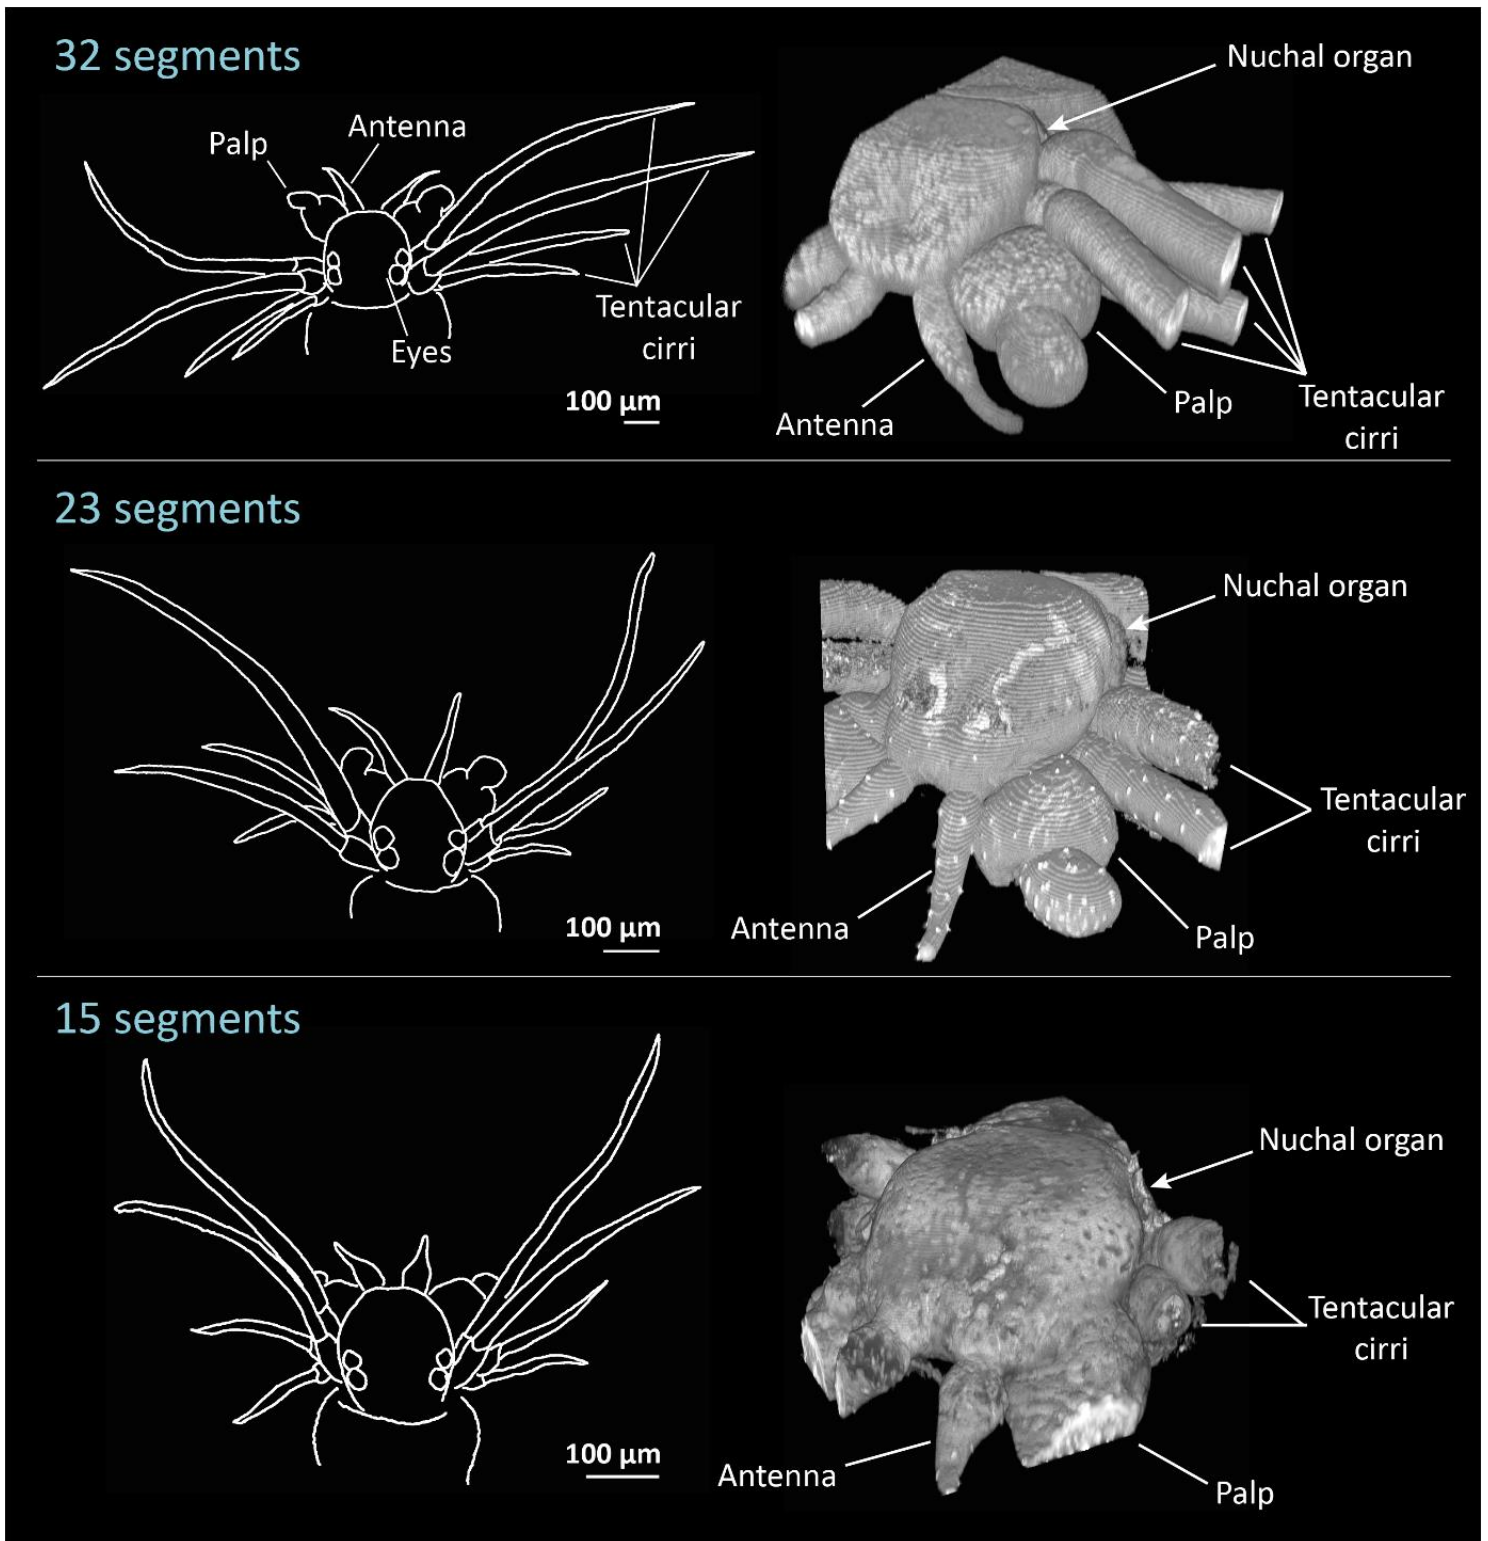 32 segments
Palp
Antenna
Tentacular
cirri
Eyes
100 µm
Nuchal organ
Antenna
Palp
Tentacular
cirri
23 segments
100 µm
Nuchal organ
Tentacular
cirri
Antenna
Palp
15 segments
100 µm
Nuchal organ
Tentacular
cirri
Antenna
Palp